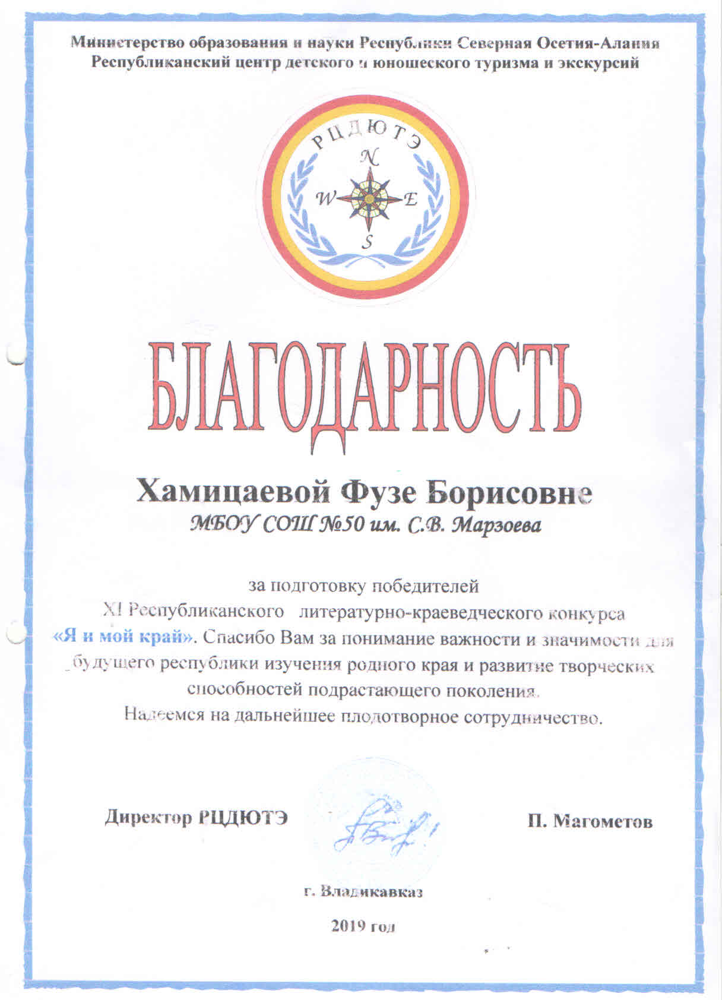 Министерство образования и науки Республики Северная Осетия-Алания
Республиканский центр детского и юношеского туризма и экскурсий
РЦДЮТЭ
N
W E
S
БЛАГОДАРНОСТЬ
Хамицаевой Фузе Борисовне
МБОУ СОШ №50 им. С.В. Марзоева
за подготовку победителей
XI Республиканского литературно-краеведческого конкурса
«Я и мой край». Спасибо Вам за понимание важности и значимости для
будущего республики изучения родного края и развитие творческих
способностей подрастающего поколения.
Надеемся на дальнейшее плодотворное сотрудничество.
Директор РЦДЮТЭ П. Магометов
г. Владикавказ
2019 год